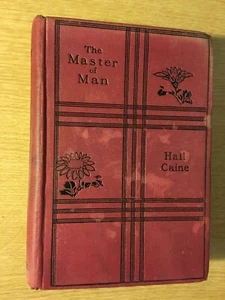 The
Master
of
Man
Hall
Caine